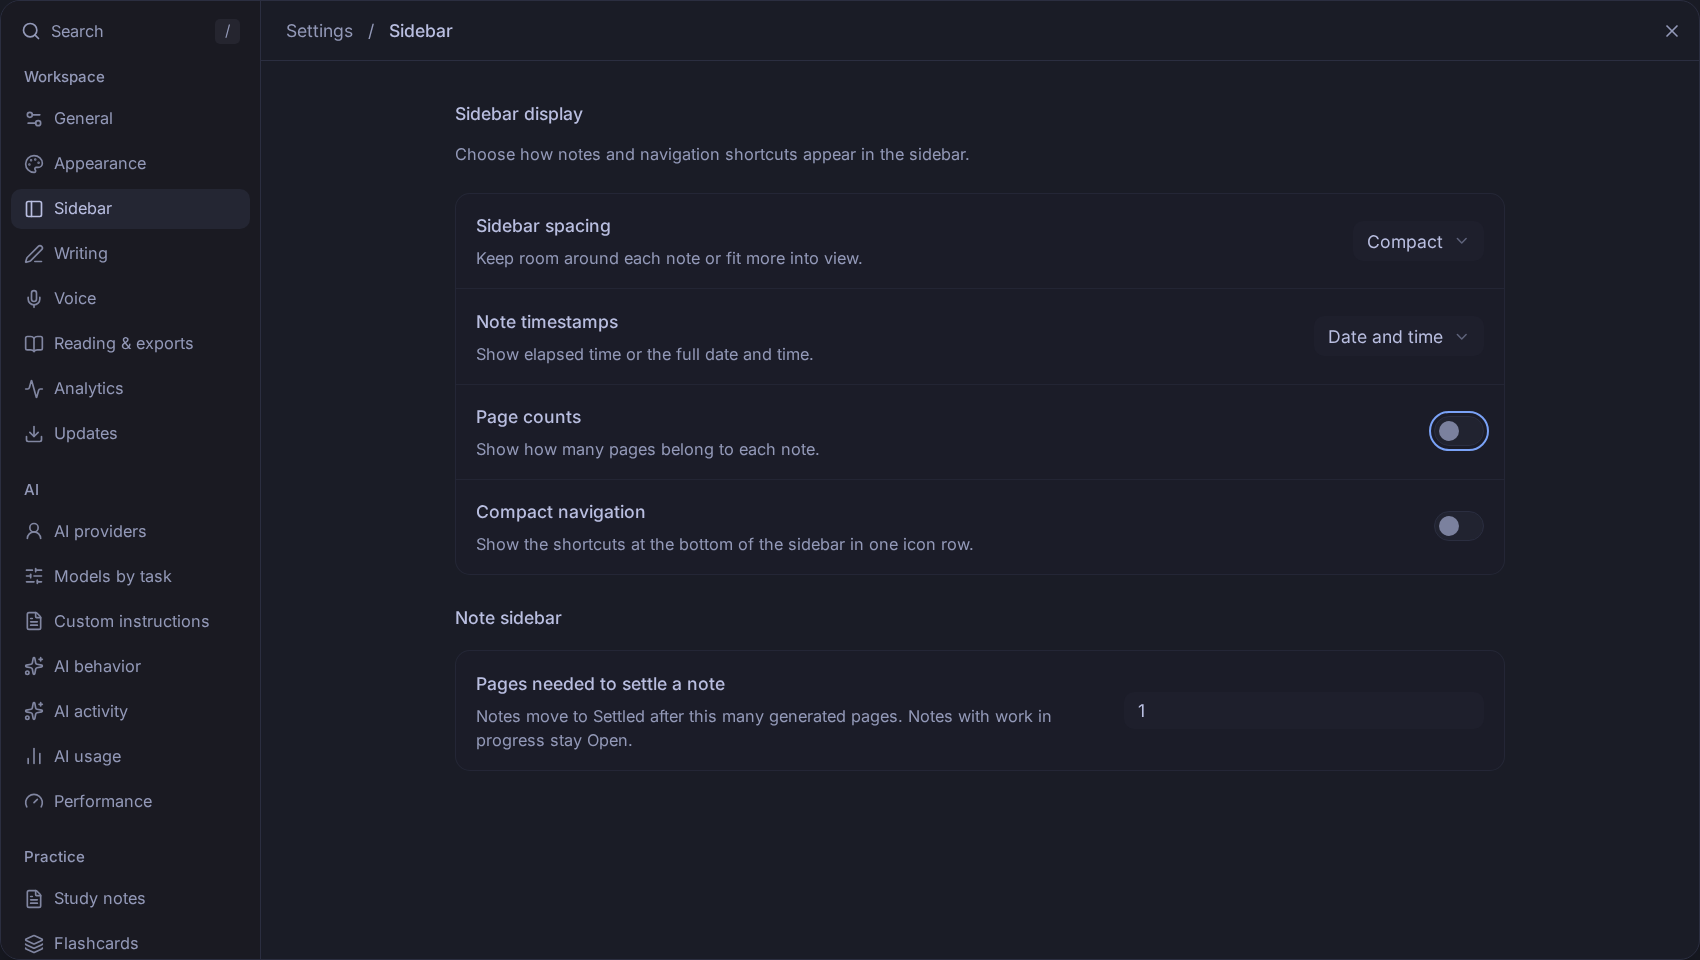 Search /
Workspace
General
Appearance
Sidebar
Writing
Voice
Reading & exports
Analytics
Updates
AI
AI providers
Models by task
Custom instructions
AI behavior
AI activity
AI usage
Performance
Practice
Study notes
Flashcards
Settings / Sidebar
Sidebar display
Choose how notes and navigation shortcuts appear in the sidebar.
Sidebar spacing
Keep room around each note or fit more into view.
Compact
Note timestamps
Show elapsed time or the full date and time.
Date and time
Page counts
Show how many pages belong to each note.
Compact navigation
Show the shortcuts at the bottom of the sidebar in one icon row.
Note sidebar
Pages needed to settle a note
Notes move to Settled after this many generated pages. Notes with work in
progress stay Open.
1